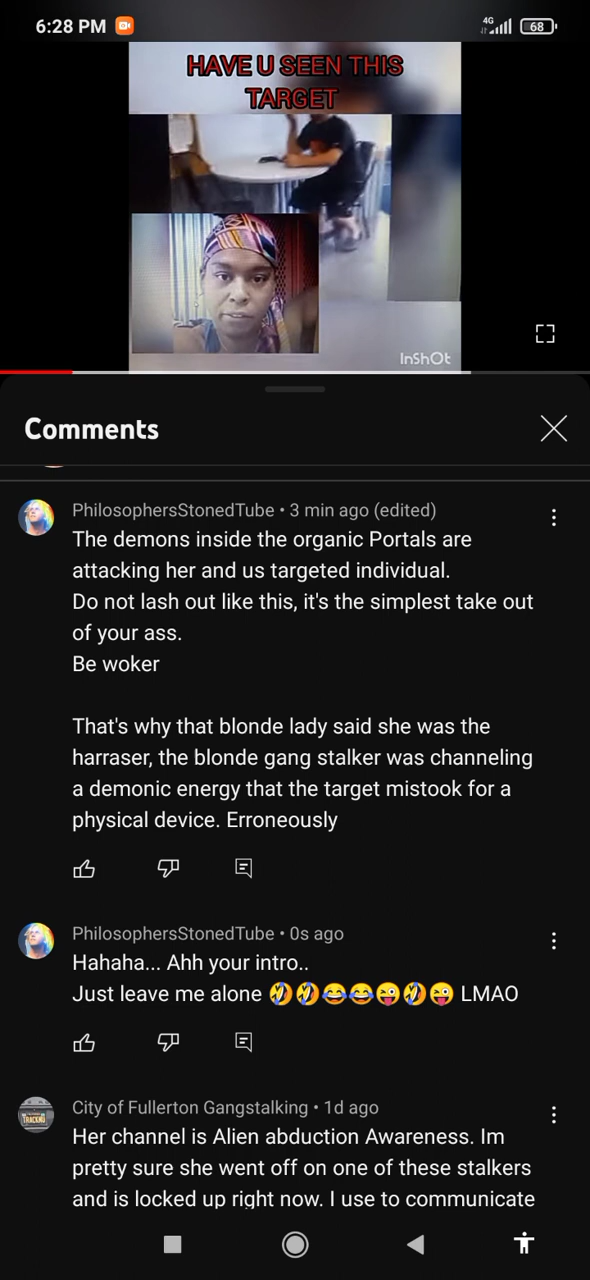 6:28 PM
4G
68
HAVE U SEEN THIS
TARGET
InShOt
Comments
PhilosophersStonedTube • 3 min ago (edited)
The demons inside the organic Portals are
attacking her and us targeted individual.
Do not lash out like this, it's the simplest take out
of your ass.
Be woker
That's why that blonde lady said she was the
harraser, the blonde gang stalker was channeling
a demonic energy that the target mistook for a
physical device. Erroneously
PhilosophersStonedTube • 0s ago
Hahaha... Ahh your intro..
Just leave me alone 🤣🤣😂😂😜🤣😜 LMAO
City of Fullerton Gangstalking • 1d ago
Her channel is Alien abduction Awareness. Im
pretty sure she went off on one of these stalkers
and is locked up right now. I use to communicate